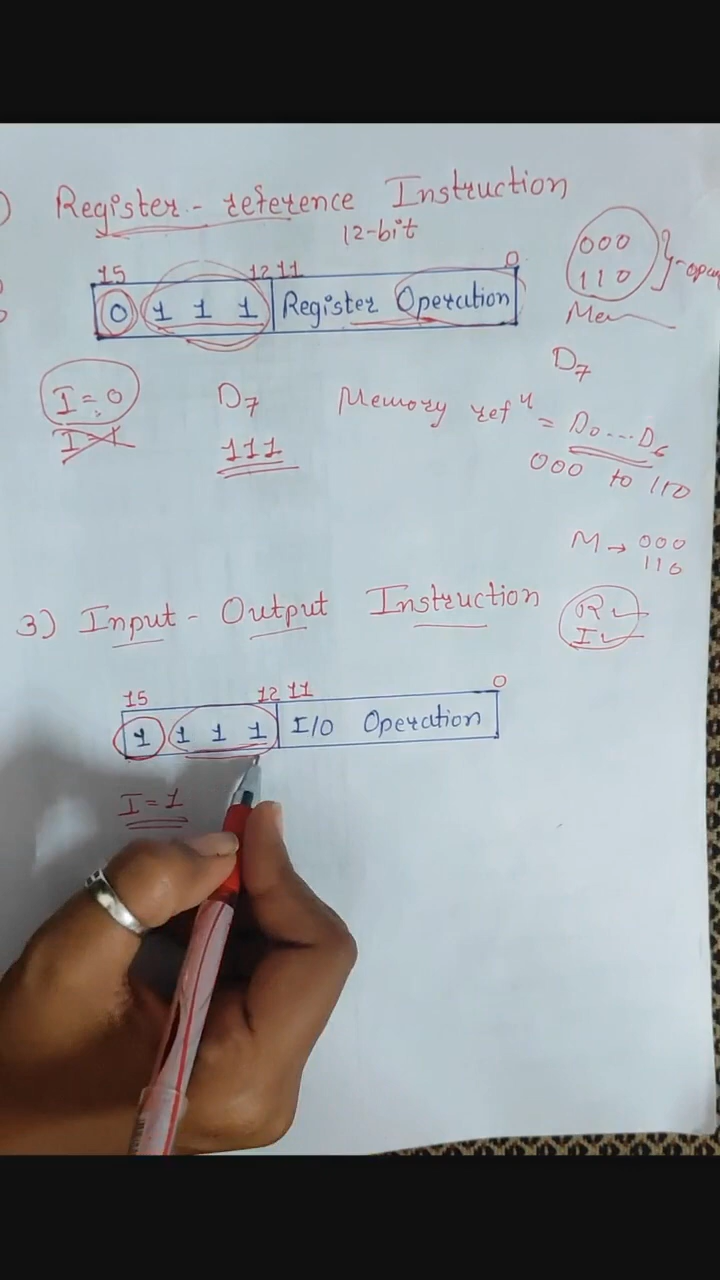 ) Register - reference Instruction
12-bit
15 12 11 0
0 1 1 1 Register Operation
000
110
I = 0
I=1
D7
111
D7
Memory refⁿ = D0...D6
000 to 110
M → 000
110
R
I
3) Input - Output Instruction
15 12 11 0
1 1 1 1 I/O Operation
I=1